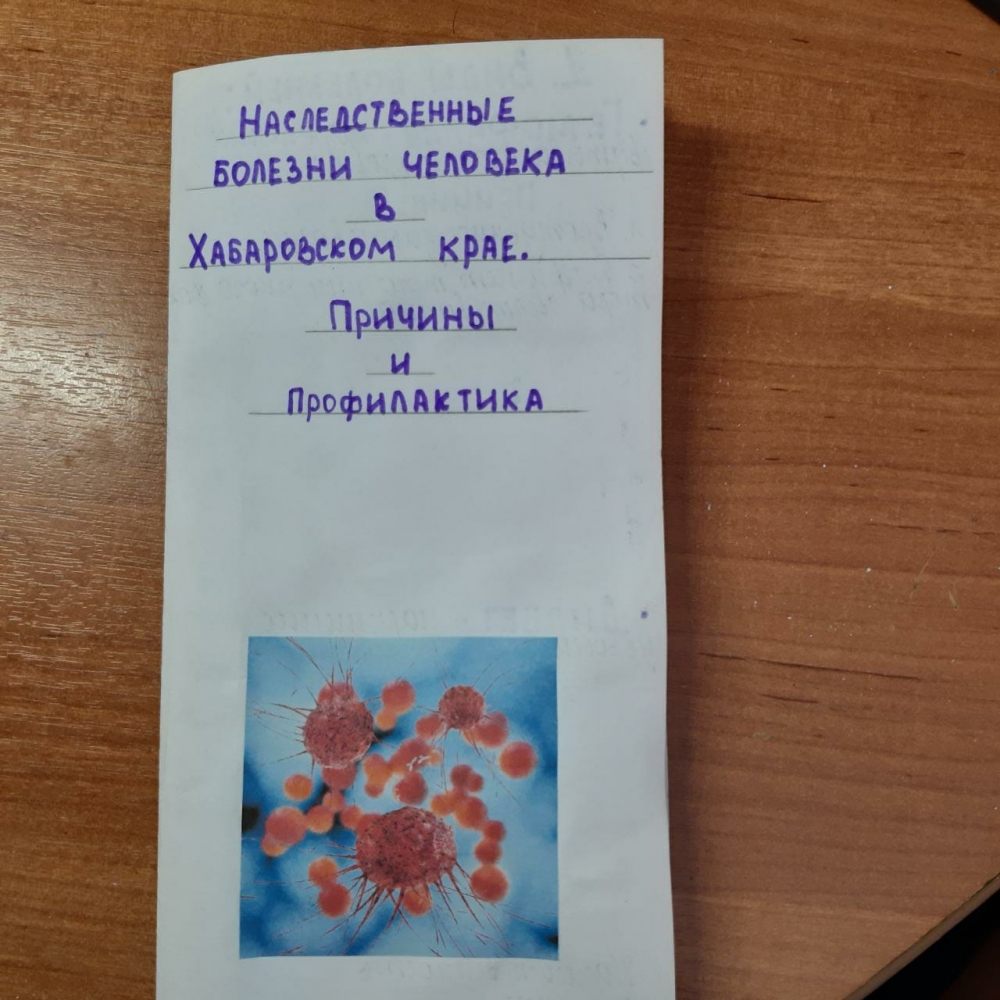 Наследственные
болезни человека
в
Хабаровском крае.
Причины
и
Профилактика